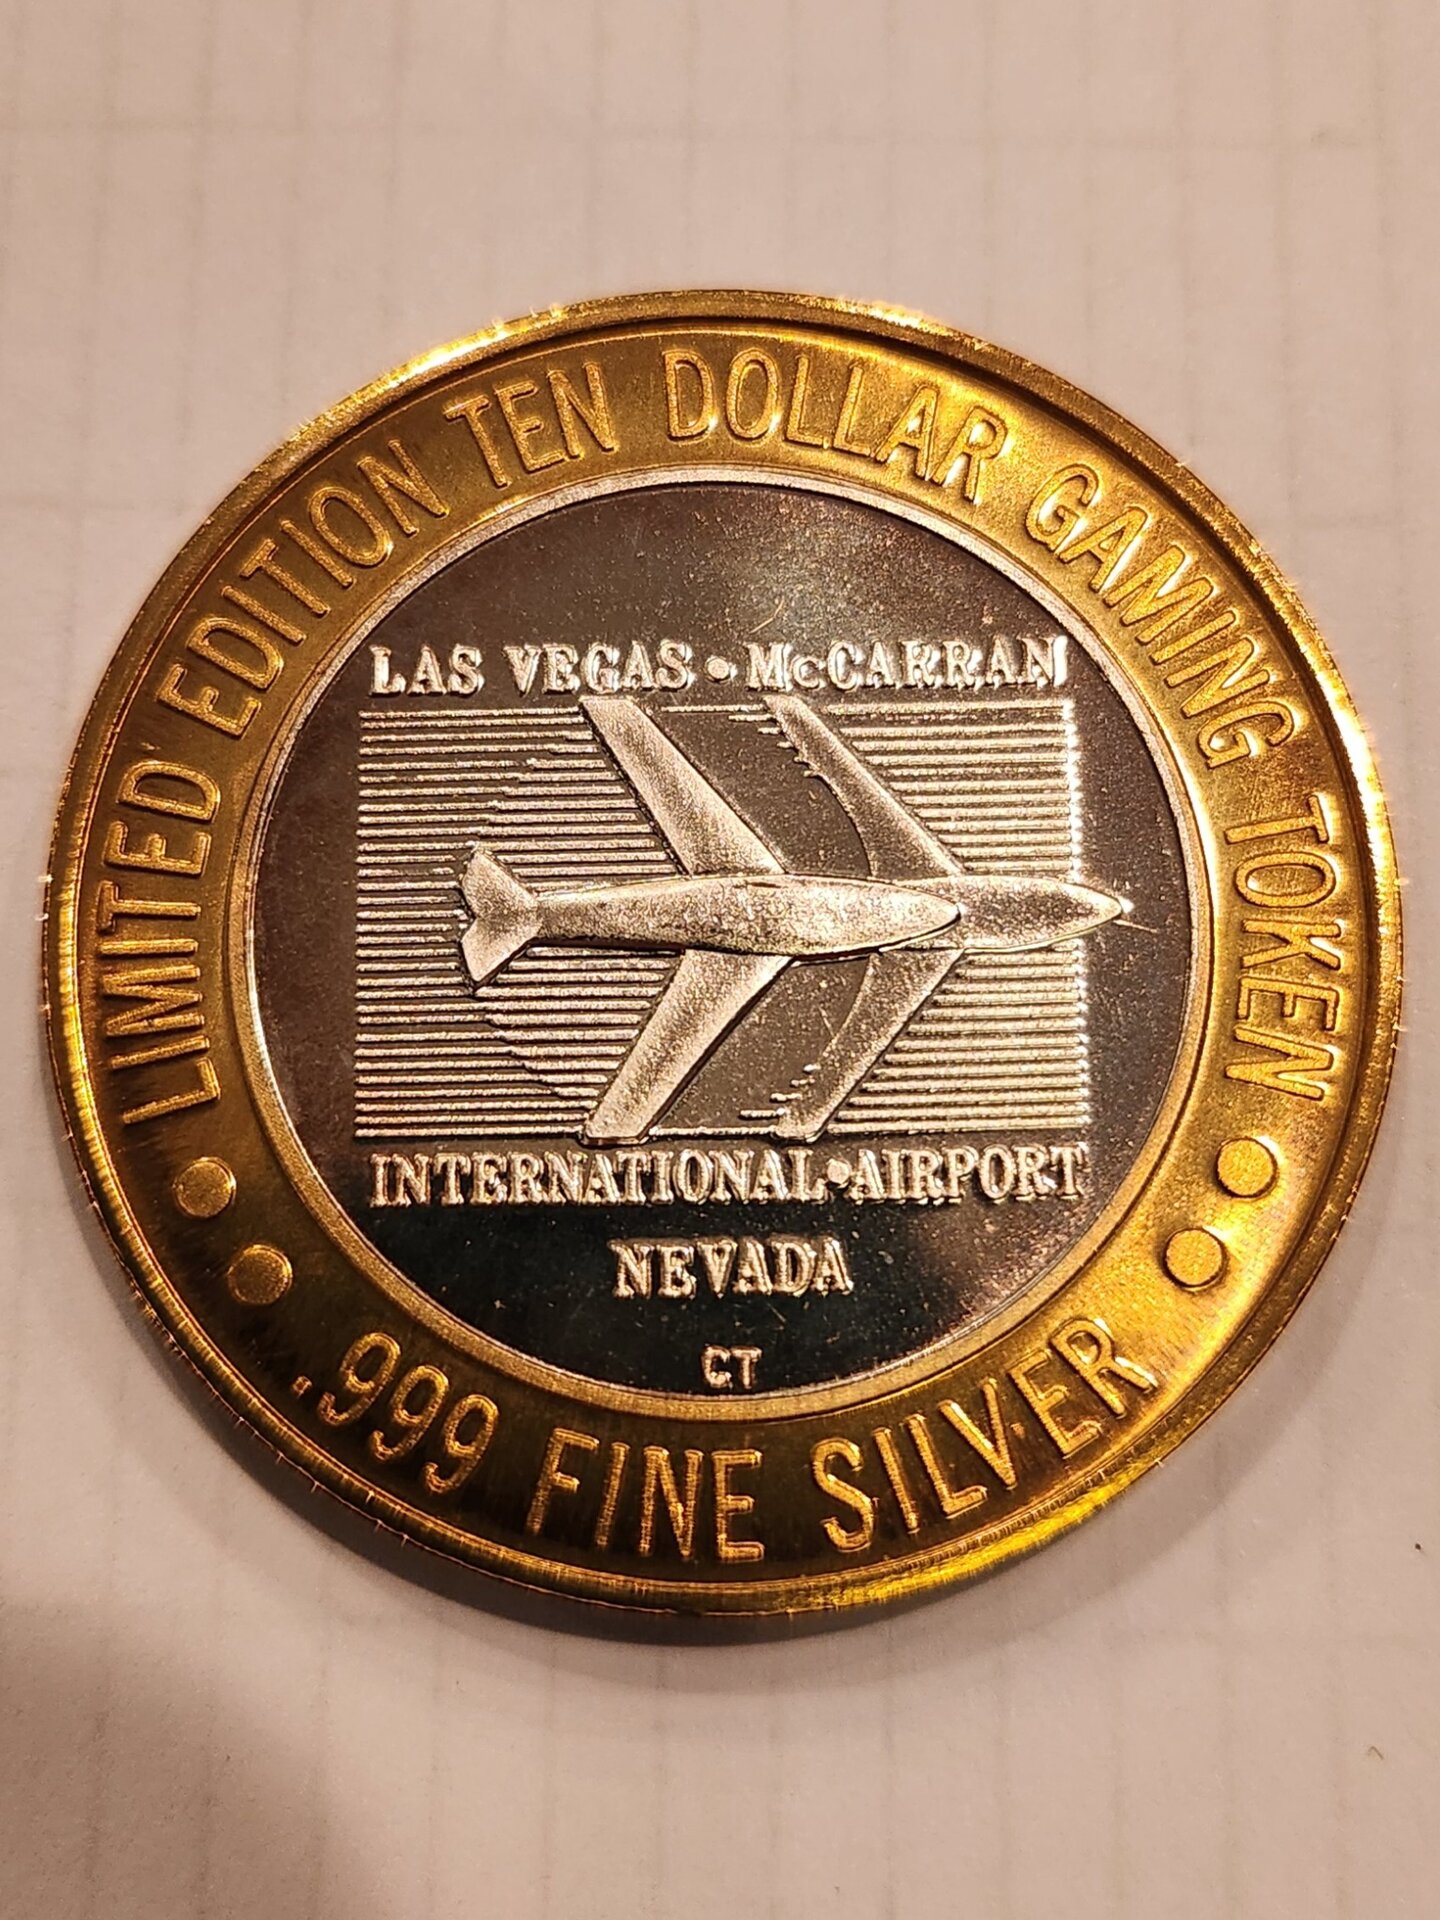 LIMITED EDITION TEN DOLLAR GAMING TOKEN
LAS VEGAS • McCARRAN
INTERNATIONAL•AIRPORT
NEVADA
CT
.999 FINE SILVER